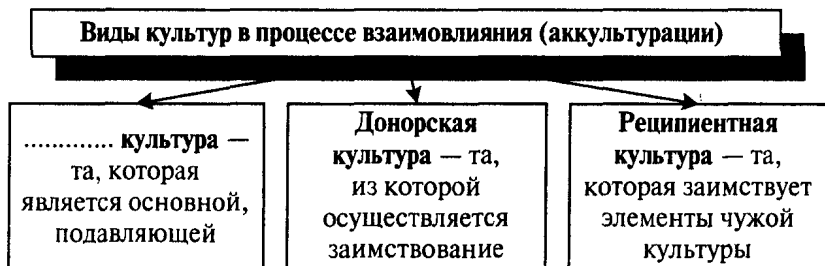 Виды культур в процессе взаимовлияния (аккультурации)
............. культура —
та, которая
является основной,
подавляющей
Донорская
культура — та,
из которой
осуществляется
заимствование
Реципиентная
культура — та,
которая заимствует
элементы чужой
культуры